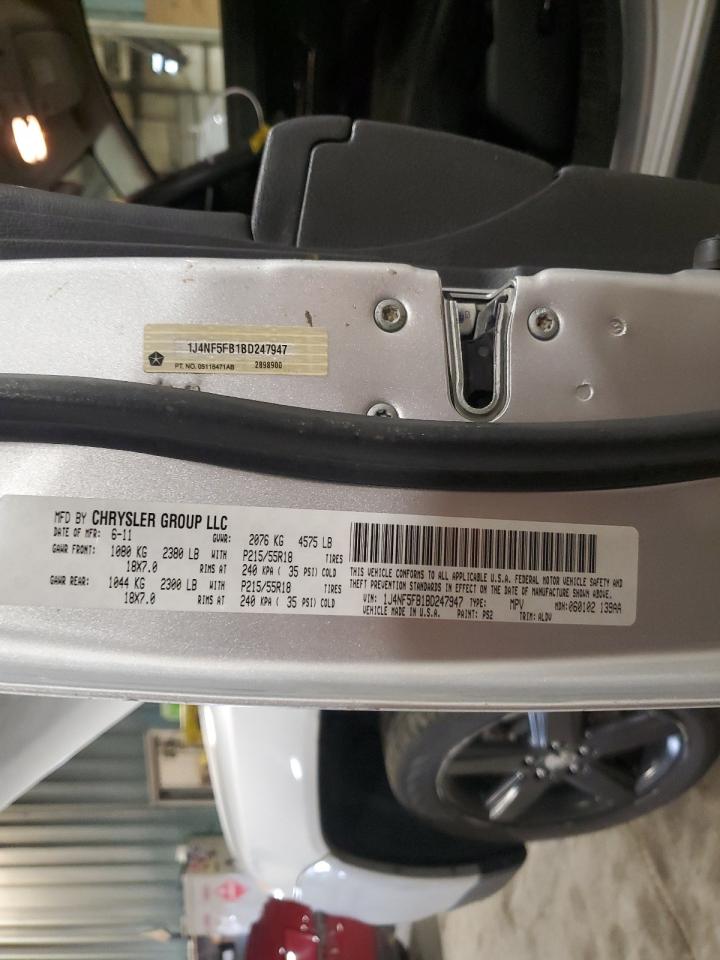 1J4NF5FB1BD247947
PT. NO. 05116471AB 2898900
MFD BY CHRYSLER GROUP LLC
DATE OF MFR: 6-11 GVWR: 2076 KG 4575 LB
GAWR FRONT: 1080 KG 2380 LB WITH P215/55R18 TIRES
18X7.0 RIMS AT 240 KPA ( 35 PSI) COLD
GAWR REAR: 1044 KG 2300 LB WITH P215/55R18 TIRES
18X7.0 RIMS AT 240 KPA ( 35 PSI) COLD
THIS VEHICLE CONFORMS TO ALL APPLICABLE U.S.A. FEDERAL MOTOR VEHICLE SAFETY AND
THEFT PREVENTION STANDARDS IN EFFECT ON THE DATE OF MANUFACTURE SHOWN ABOVE.
VIN: 1J4NF5FB1BD247947 TYPE: MPV MDH: 060102 139AA
VEHICLE MADE IN U.S.A. PAINT: PS2 TRIM: ALDV